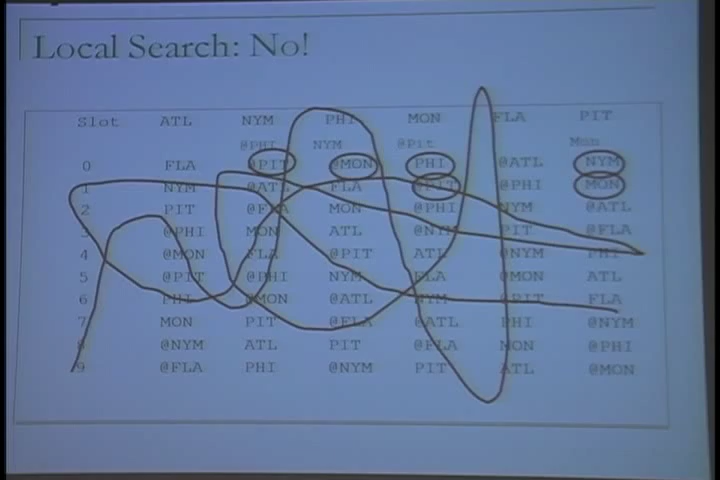 Local Search: No!
Slot ATL NYM PHI MON FLA PIT
@PHI NYM @Pit Mon
0 FLA @PIT @MON PHI @ATL NYM
1 NYM @ATL FLA @PIT @PHI MON
2 PIT @FLA MON @PHI NYM @ATL
3 @PHI MON ATL @NYM PIT @FLA
4 @MON FLA @PIT ATL @NYM PHI
5 @PIT @PHI NYM FLA @MON ATL
6 PHI @MON @ATL NYM @PIT FLA
7 MON PIT @FLA @ATL PHI @NYM
8 @NYM ATL PIT @FLA MON @PHI
9 @FLA PHI @NYM PIT ATL @MON